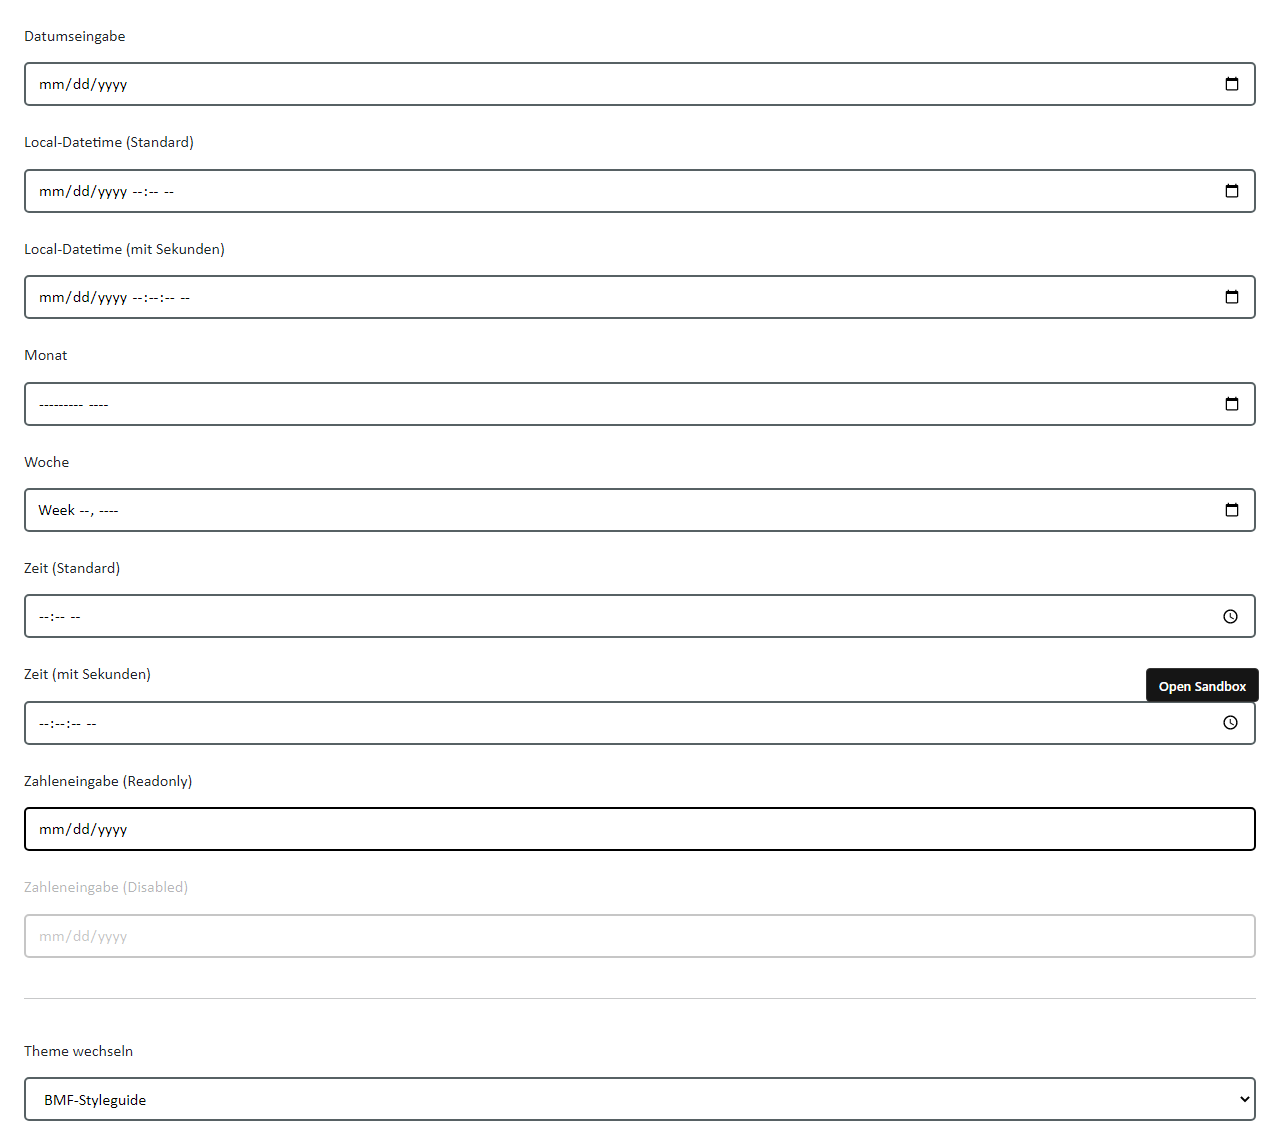 Datumseingabe
mm/dd/yyyy
Local-Datetime (Standard)
mm/dd/yyyy --:-- --
Local-Datetime (mit Sekunden)
mm/dd/yyyy --:--:-- --
Monat
--------- ----
Woche
Week --, ----
Zeit (Standard)
--:-- --
Zeit (mit Sekunden)
Open Sandbox
--:--:-- --
Zahleneingabe (Readonly)
mm/dd/yyyy
Zahleneingabe (Disabled)
mm/dd/yyyy
Theme wechseln
BMF-Styleguide